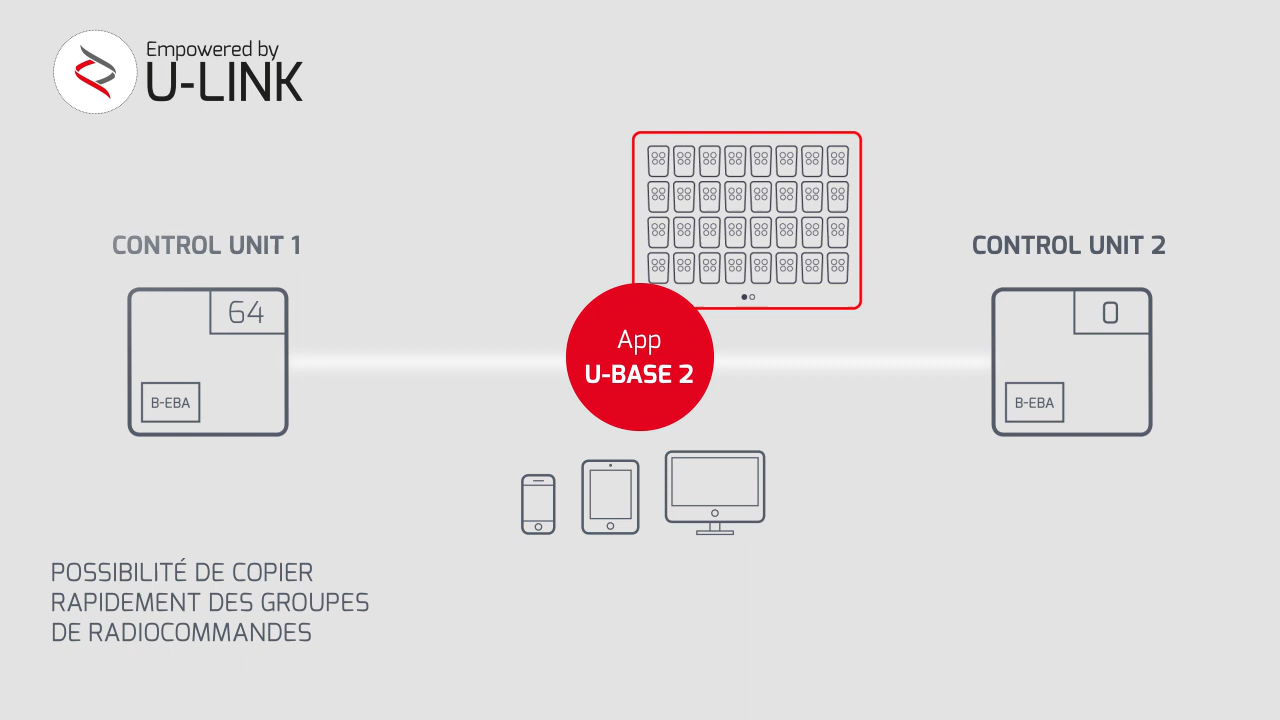 Empowered by
U-LINK
CONTROL UNIT 1
CONTROL UNIT 2
64
0
App
U-BASE 2
B-EBA
B-EBA
POSSIBILITÉ DE COPIER
RAPIDEMENT DES GROUPES
DE RADIOCOMMANDES